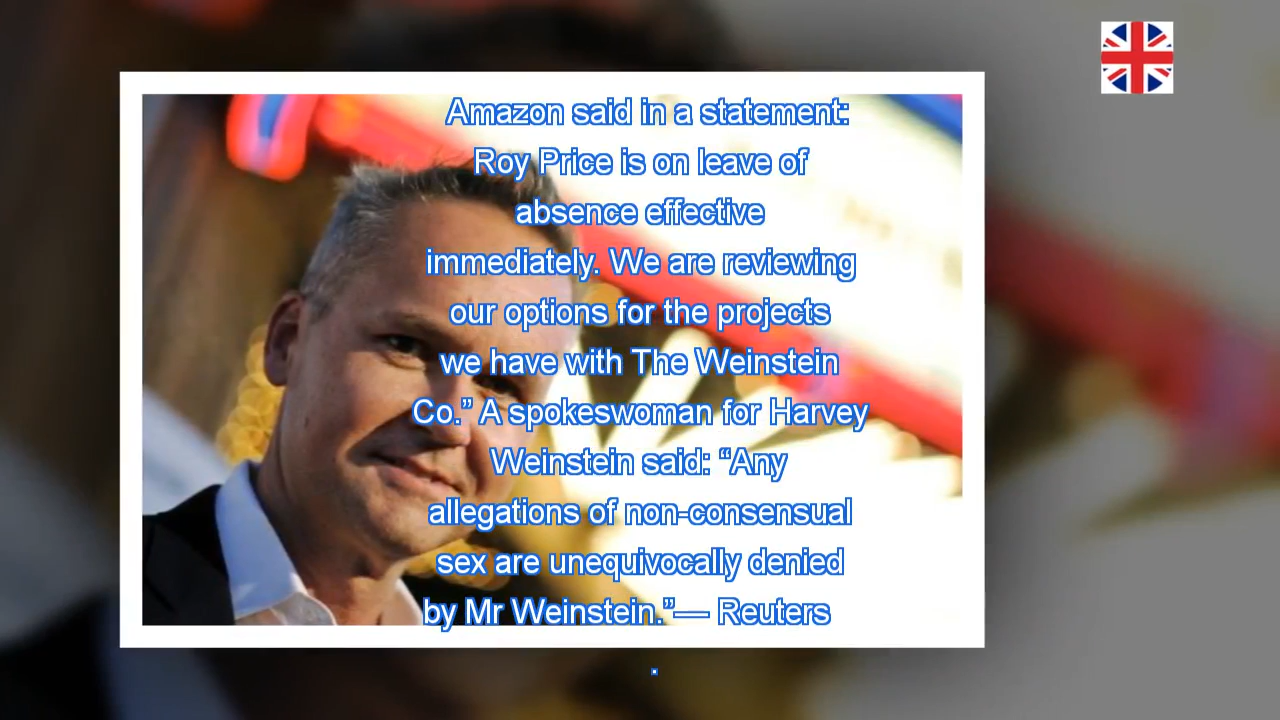 Amazon said in a statement:
Roy Price is on leave of
absence effective
immediately. We are reviewing
our options for the projects
we have with The Weinstein
Co.” A spokeswoman for Harvey
Weinstein said: “Any
allegations of non-consensual
sex are unequivocally denied
by Mr Weinstein.”— Reuters
.